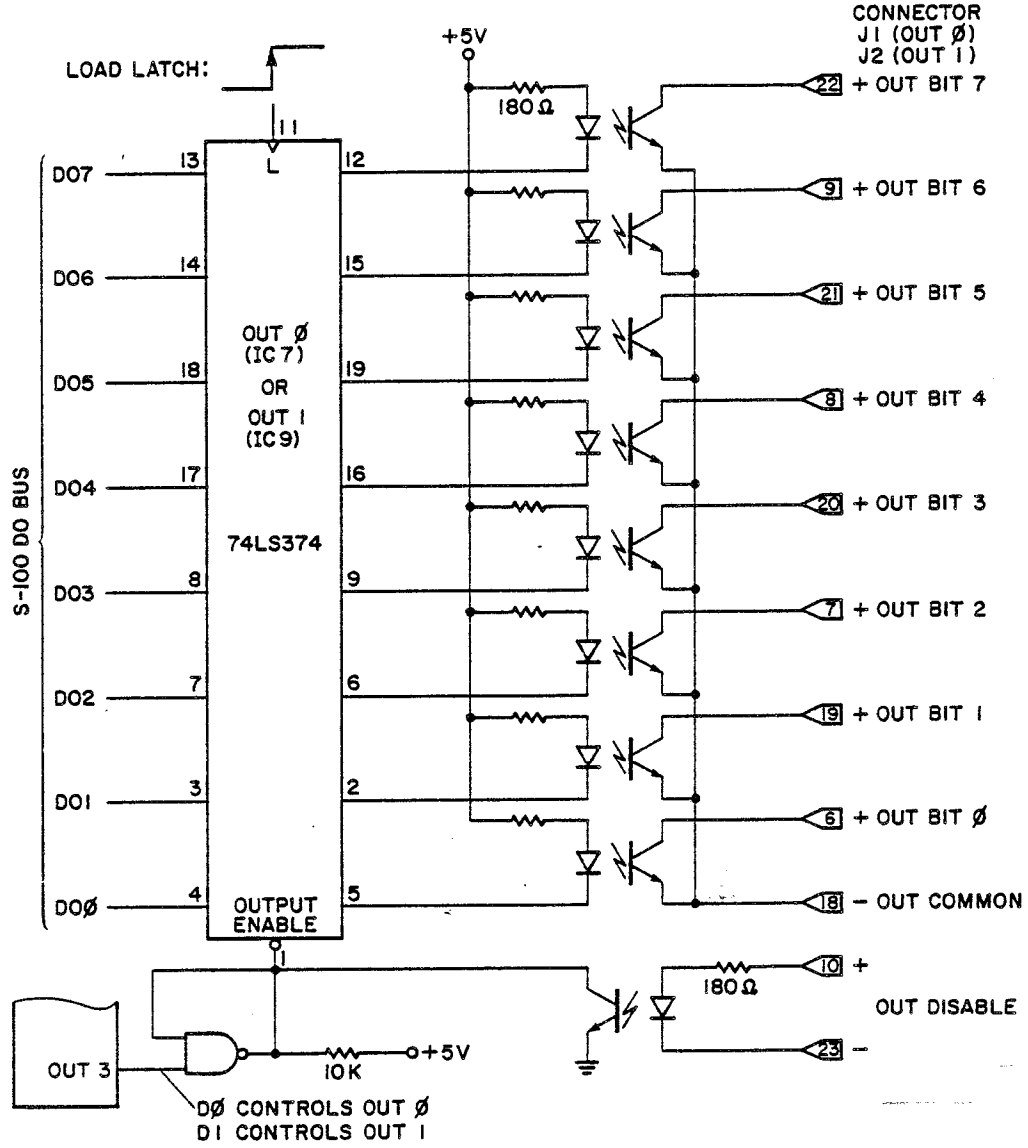 CONNECTOR
J1 (OUT Ø)
J2 (OUT 1)
+5V
LOAD LATCH:
180Ω
22 + OUT BIT 7
11
L
DO7 13 12
9 + OUT BIT 6
DO6 14 15
21 + OUT BIT 5
OUT Ø
(IC7)
OR
OUT 1
(IC9)
DO5 18 19
8 + OUT BIT 4
S-100 DO BUS
DO4 17 16
20 + OUT BIT 3
74LS374
DO3 8 9
7 + OUT BIT 2
DO2 7 6
19 + OUT BIT 1
DO1 3 2
6 + OUT BIT Ø
DOØ 4 5
OUTPUT
ENABLE
18 - OUT COMMON
1
10 +
180Ω
OUT DISABLE
23 -
+5V
10K
OUT 3
DØ CONTROLS OUT Ø
D1 CONTROLS OUT 1